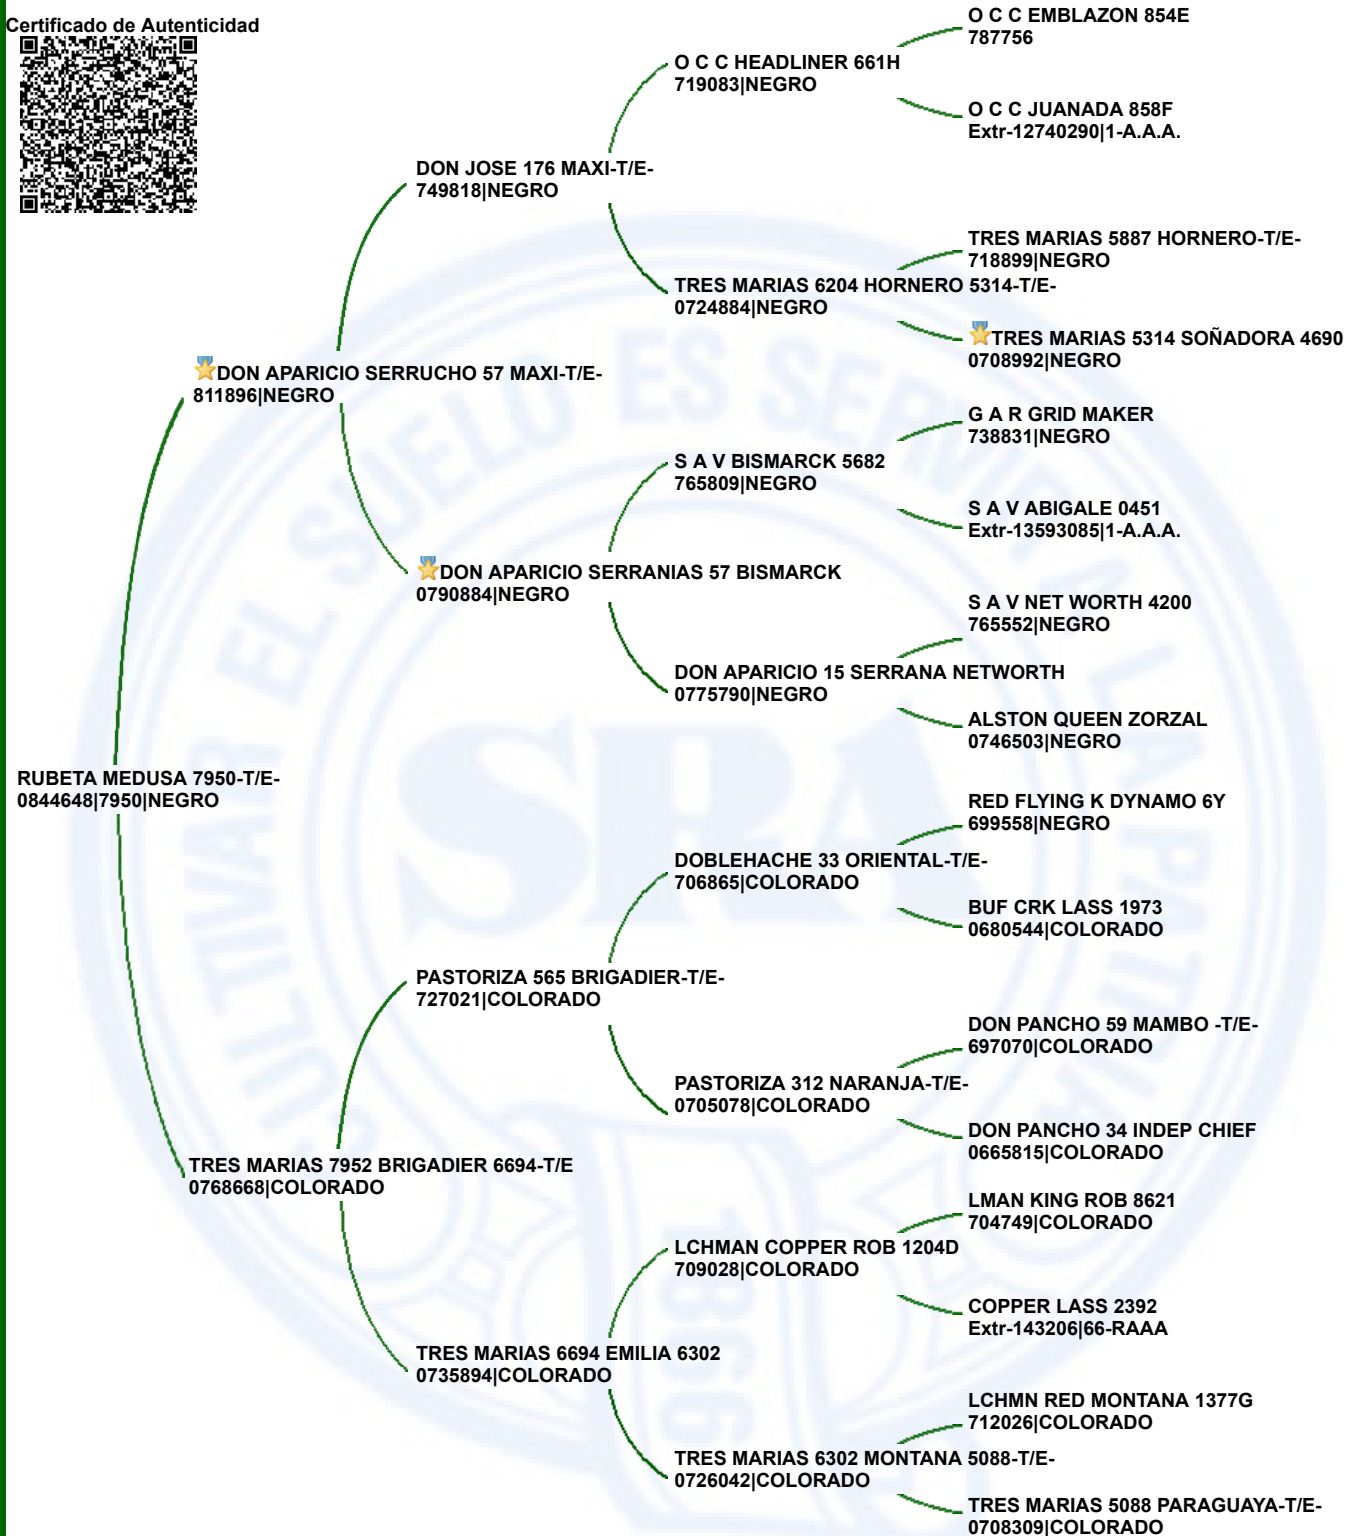 Certificado de Autenticidad
O C C EMBLAZON 854E
787756
O C C HEADLINER 661H
719083|NEGRO
O C C JUANADA 858F
Extr-12740290|1-A.A.A.
DON JOSE 176 MAXI-T/E-
749818|NEGRO
TRES MARIAS 5887 HORNERO-T/E-
718899|NEGRO
TRES MARIAS 6204 HORNERO 5314-T/E-
0724884|NEGRO
TRES MARIAS 5314 SOÑADORA 4690
0708992|NEGRO
DON APARICIO SERRUCHO 57 MAXI-T/E-
811896|NEGRO
G A R GRID MAKER
738831|NEGRO
S A V BISMARCK 5682
765809|NEGRO
S A V ABIGALE 0451
Extr-13593085|1-A.A.A.
DON APARICIO SERRANIAS 57 BISMARCK
0790884|NEGRO
S A V NET WORTH 4200
765552|NEGRO
DON APARICIO 15 SERRANA NETWORTH
0775790|NEGRO
ALSTON QUEEN ZORZAL
0746503|NEGRO
RUBETA MEDUSA 7950-T/E-
0844648|7950|NEGRO
RED FLYING K DYNAMO 6Y
699558|NEGRO
DOBLEHACHE 33 ORIENTAL-T/E-
706865|COLORADO
BUF CRK LASS 1973
0680544|COLORADO
PASTORIZA 565 BRIGADIER-T/E-
727021|COLORADO
DON PANCHO 59 MAMBO -T/E-
697070|COLORADO
PASTORIZA 312 NARANJA-T/E-
0705078|COLORADO
DON PANCHO 34 INDEP CHIEF
0665815|COLORADO
TRES MARIAS 7952 BRIGADIER 6694-T/E
0768668|COLORADO
LMAN KING ROB 8621
704749|COLORADO
LCHMAN COPPER ROB 1204D
709028|COLORADO
COPPER LASS 2392
Extr-143206|66-RAAA
TRES MARIAS 6694 EMILIA 6302
0735894|COLORADO
LCHMN RED MONTANA 1377G
712026|COLORADO
TRES MARIAS 6302 MONTANA 5088-T/E-
0726042|COLORADO
TRES MARIAS 5088 PARAGUAYA-T/E-
0708309|COLORADO
CULTIVAR EL SUELO ES SERVIR A LA PATRIA
SRA
1866